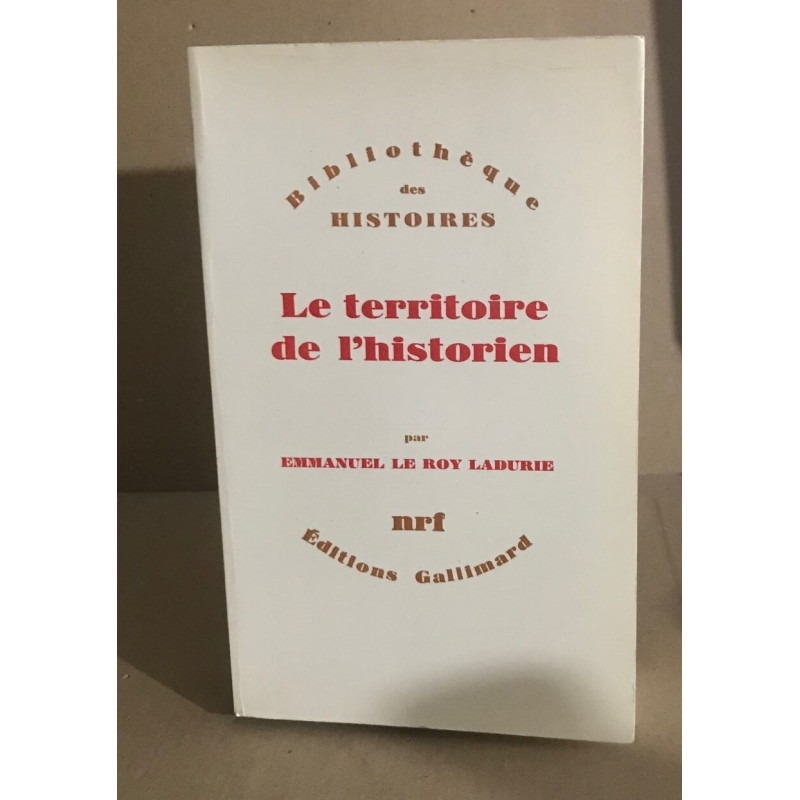 Bibliothèque
des
HISTOIRES
Le territoire
de l'historien
par
EMMANUEL LE ROY LADURIE
nrf
Éditions Gallimard